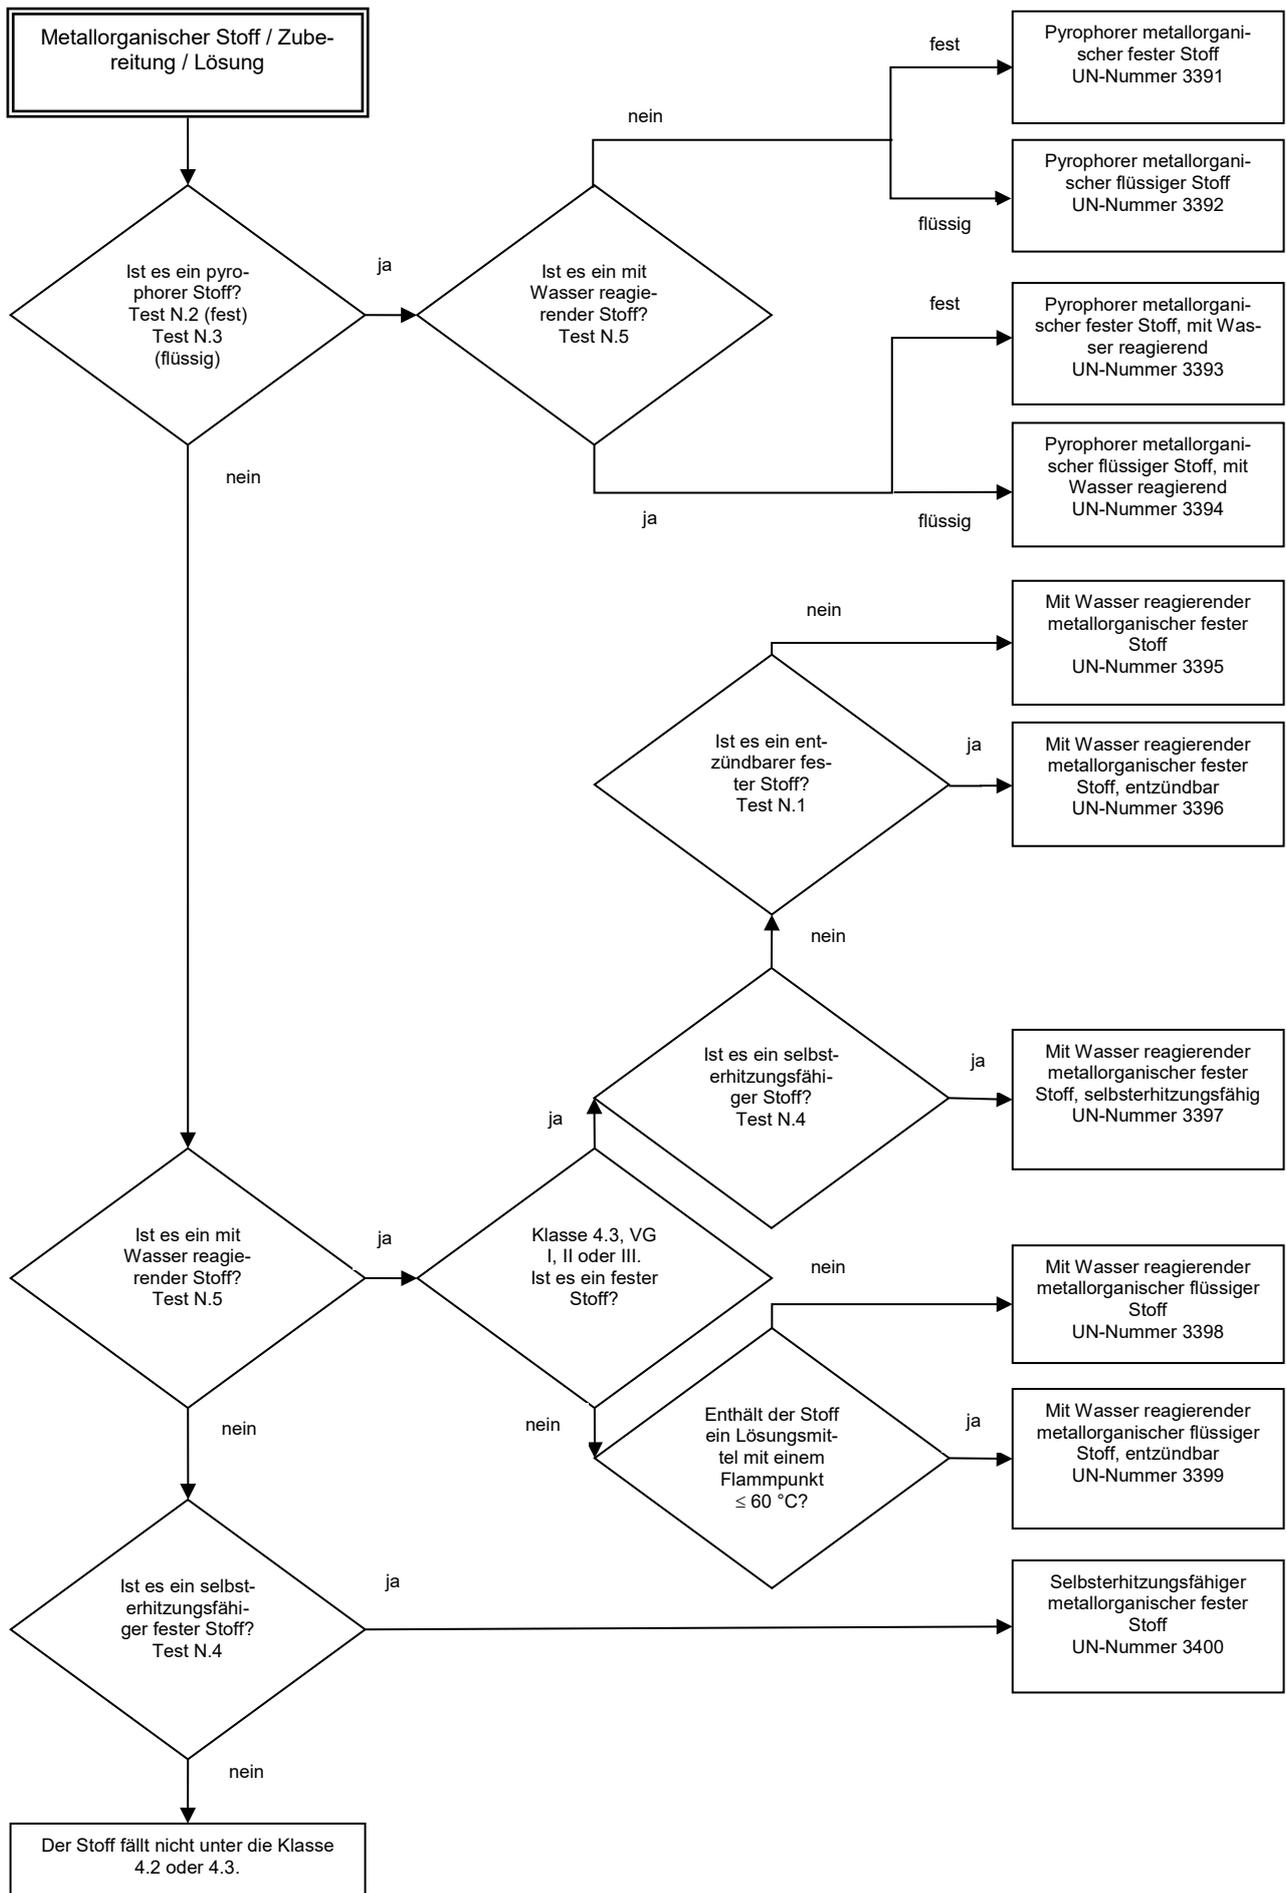 Metallorganischer Stoff / Zube-
reitung / Lösung
fest
Pyrophorer metallorgani-
scher fester Stoff
UN-Nummer 3391
nein
Pyrophorer metallorgani-
scher flüssiger Stoff
UN-Nummer 3392
flüssig
Ist es ein pyro-
phorer Stoff?
Test N.2 (fest)
Test N.3
(flüssig)
ja
Ist es ein mit
Wasser reagie-
render Stoff?
Test N.5
fest
Pyrophorer metallorgani-
scher fester Stoff, mit Was-
ser reagierend
UN-Nummer 3393
Pyrophorer metallorgani-
scher flüssiger Stoff, mit
Wasser reagierend
UN-Nummer 3394
nein
ja
flüssig
nein
Mit Wasser reagierender
metallorganischer fester
Stoff
UN-Nummer 3395
Ist es ein ent-
zündbarer fes-
ter Stoff?
Test N.1
ja
Mit Wasser reagierender
metallorganischer fester
Stoff, entzündbar
UN-Nummer 3396
nein
Ist es ein selbst-
erhitzungsfähi-
ger Stoff?
Test N.4
ja
Mit Wasser reagierender
metallorganischer fester
Stoff, selbsterhitzungsfähig
UN-Nummer 3397
ja
Ist es ein mit
Wasser reagie-
render Stoff?
Test N.5
ja
Klasse 4.3, VG
I, II oder III.
Ist es ein fester
Stoff?
nein
Mit Wasser reagierender
metallorganischer flüssiger
Stoff
UN-Nummer 3398
nein
nein
Enthält der Stoff
ein Lösungsmit-
tel mit einem
Flammpunkt
≤ 60 °C?
ja
Mit Wasser reagierender
metallorganischer flüssiger
Stoff, entzündbar
UN-Nummer 3399
Ist es ein selbst-
erhitzungsfähi-
ger fester Stoff?
Test N.4
ja
Selbsterhitzungsfähiger
metallorganischer fester
Stoff
UN-Nummer 3400
nein
Der Stoff fällt nicht unter die Klasse
4.2 oder 4.3.